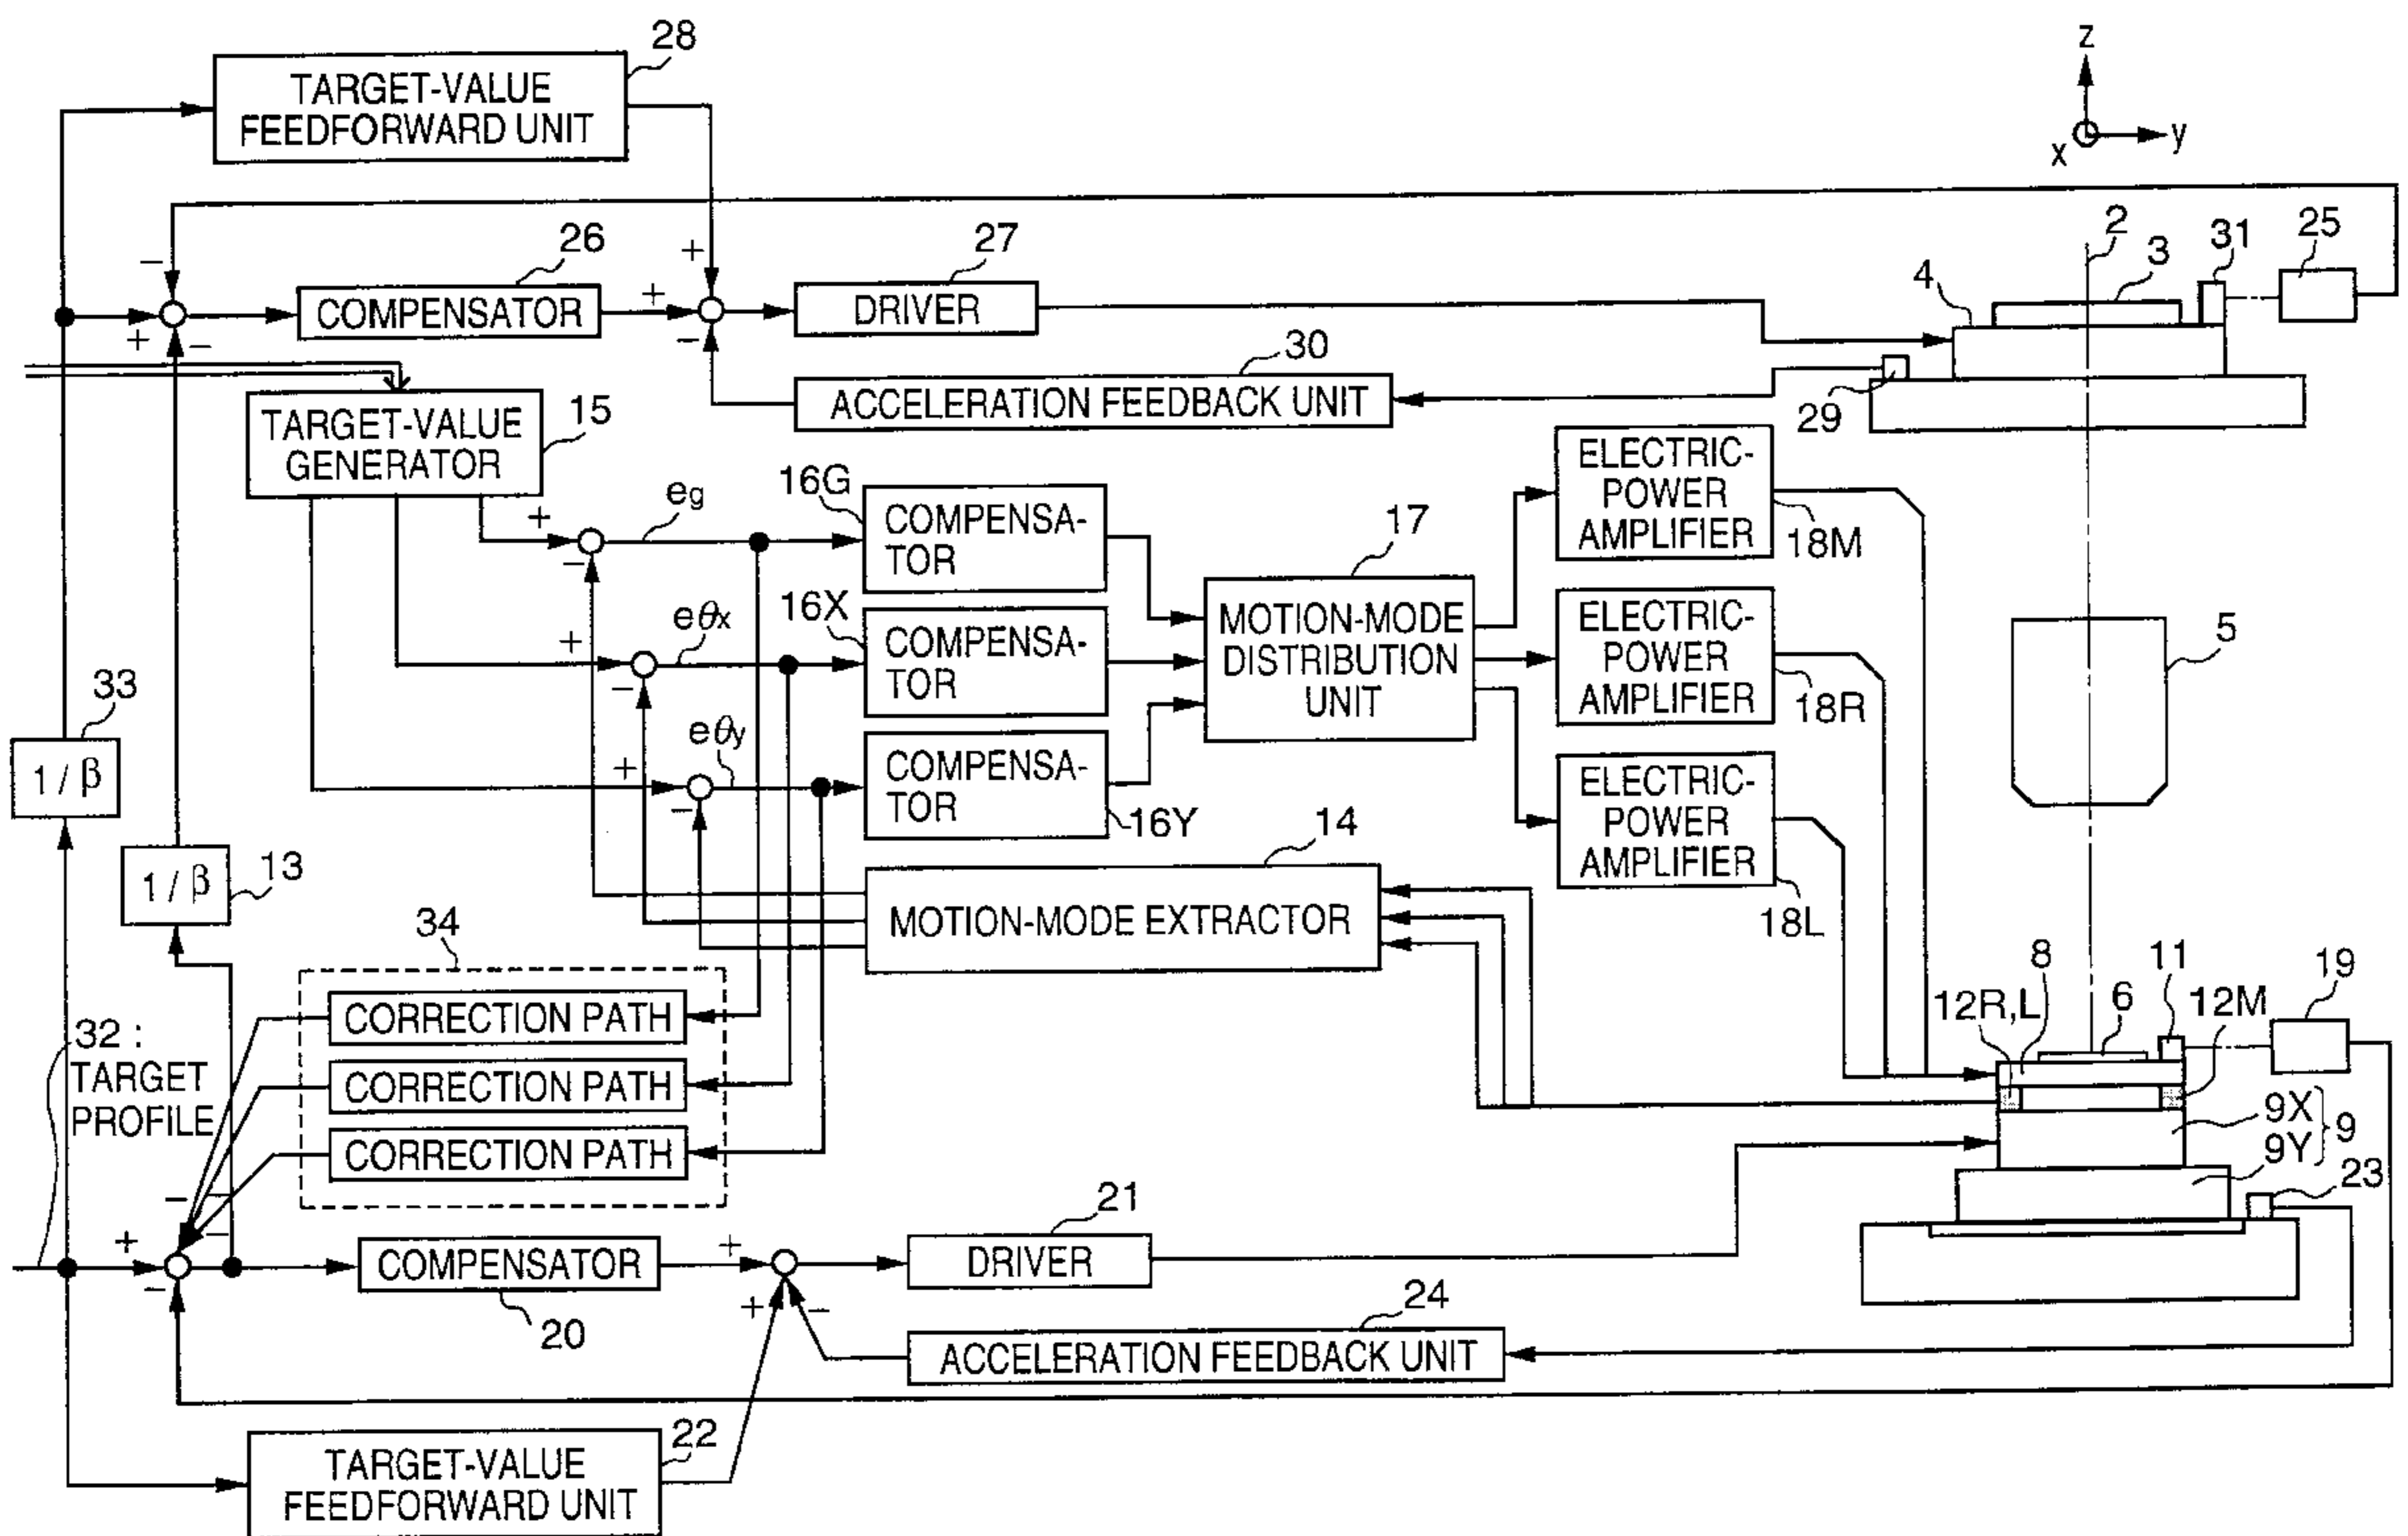 28
TARGET-VALUE
FEEDFORWARD UNIT
z
y
x
26
27
2
3
31
25
4
+
−
COMPENSATOR
+
DRIVER
+
−
−
30
ACCELERATION FEEDBACK UNIT
29
TARGET-VALUE
GENERATOR
15
16G
eg
+
−
COMPENSA-
TOR
17
ELECTRIC-
POWER
AMPLIFIER
18M
16X
eθx
+
−
COMPENSA-
TOR
MOTION-MODE
DISTRIBUTION
UNIT
ELECTRIC-
POWER
AMPLIFIER
18R
5
33
1/β
eθy
+
−
COMPENSA-
TOR
16Y
ELECTRIC-
POWER
AMPLIFIER
18L
13
1/β
14
MOTION-MODE EXTRACTOR
34
CORRECTION PATH
CORRECTION PATH
CORRECTION PATH
32 :
TARGET
PROFILE
12R,L
8
6
11
12M
19
9X
9Y
9
23
−
−
−
+
−
COMPENSATOR
20
+
+
−
21
DRIVER
24
ACCELERATION FEEDBACK UNIT
22
TARGET-VALUE
FEEDFORWARD UNIT